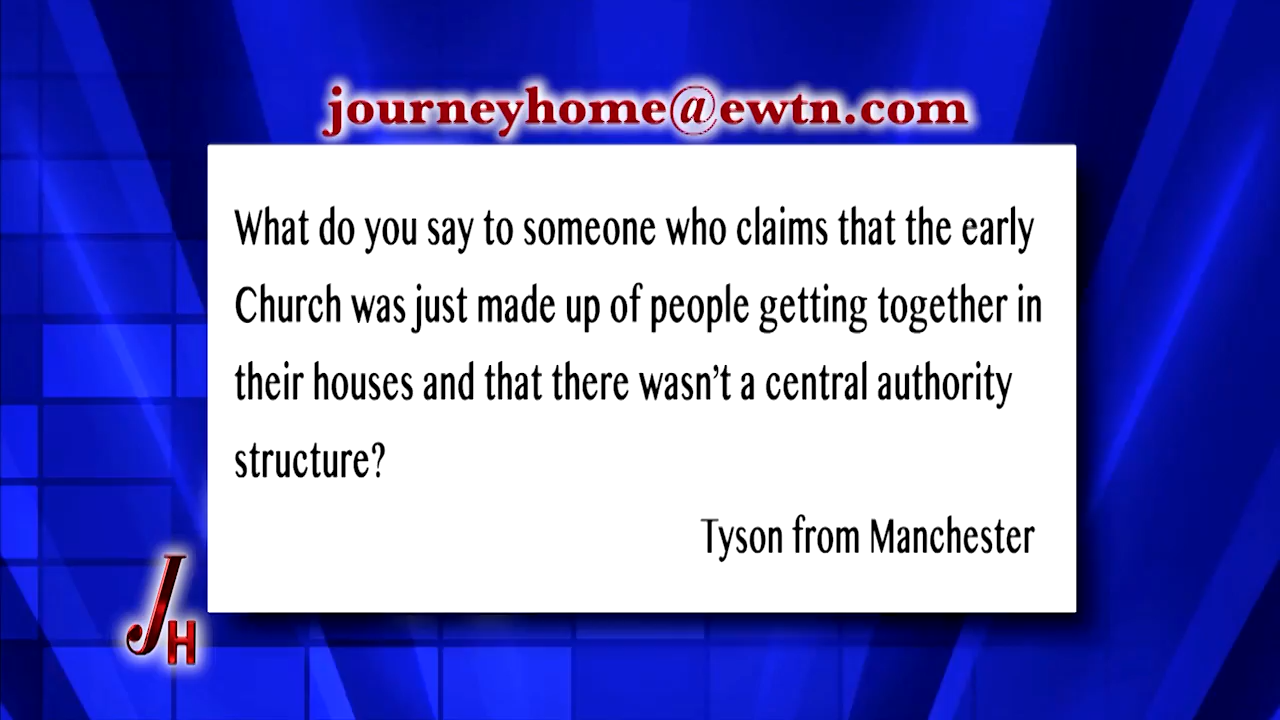 journeyhome@ewtn.com
What do you say to someone who claims that the early
Church was just made up of people getting together in
their houses and that there wasn't a central authority
structure?
Tyson from Manchester
JH